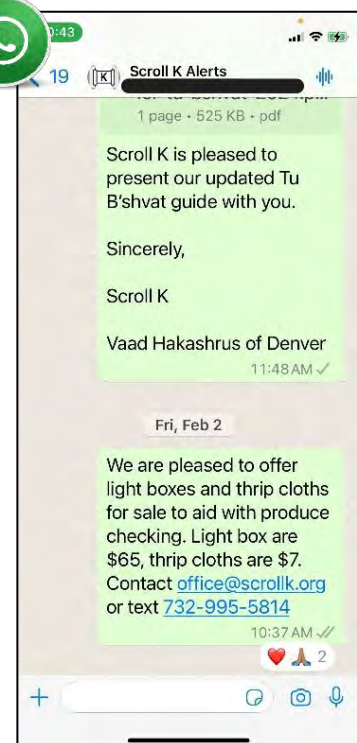 0:43
19
[K]
Scroll K Alerts
1 page • 525 KB • pdf
Scroll K is pleased to
present our updated Tu
B'shvat guide with you.
Sincerely,
Scroll K
Vaad Hakashrus of Denver
11:48 AM
Fri, Feb 2
We are pleased to offer
light boxes and thrip cloths
for sale to aid with produce
checking. Light box are
$65, thrip cloths are $7.
Contact office@scrollk.org
or text 732-995-5814
10:37 AM
2